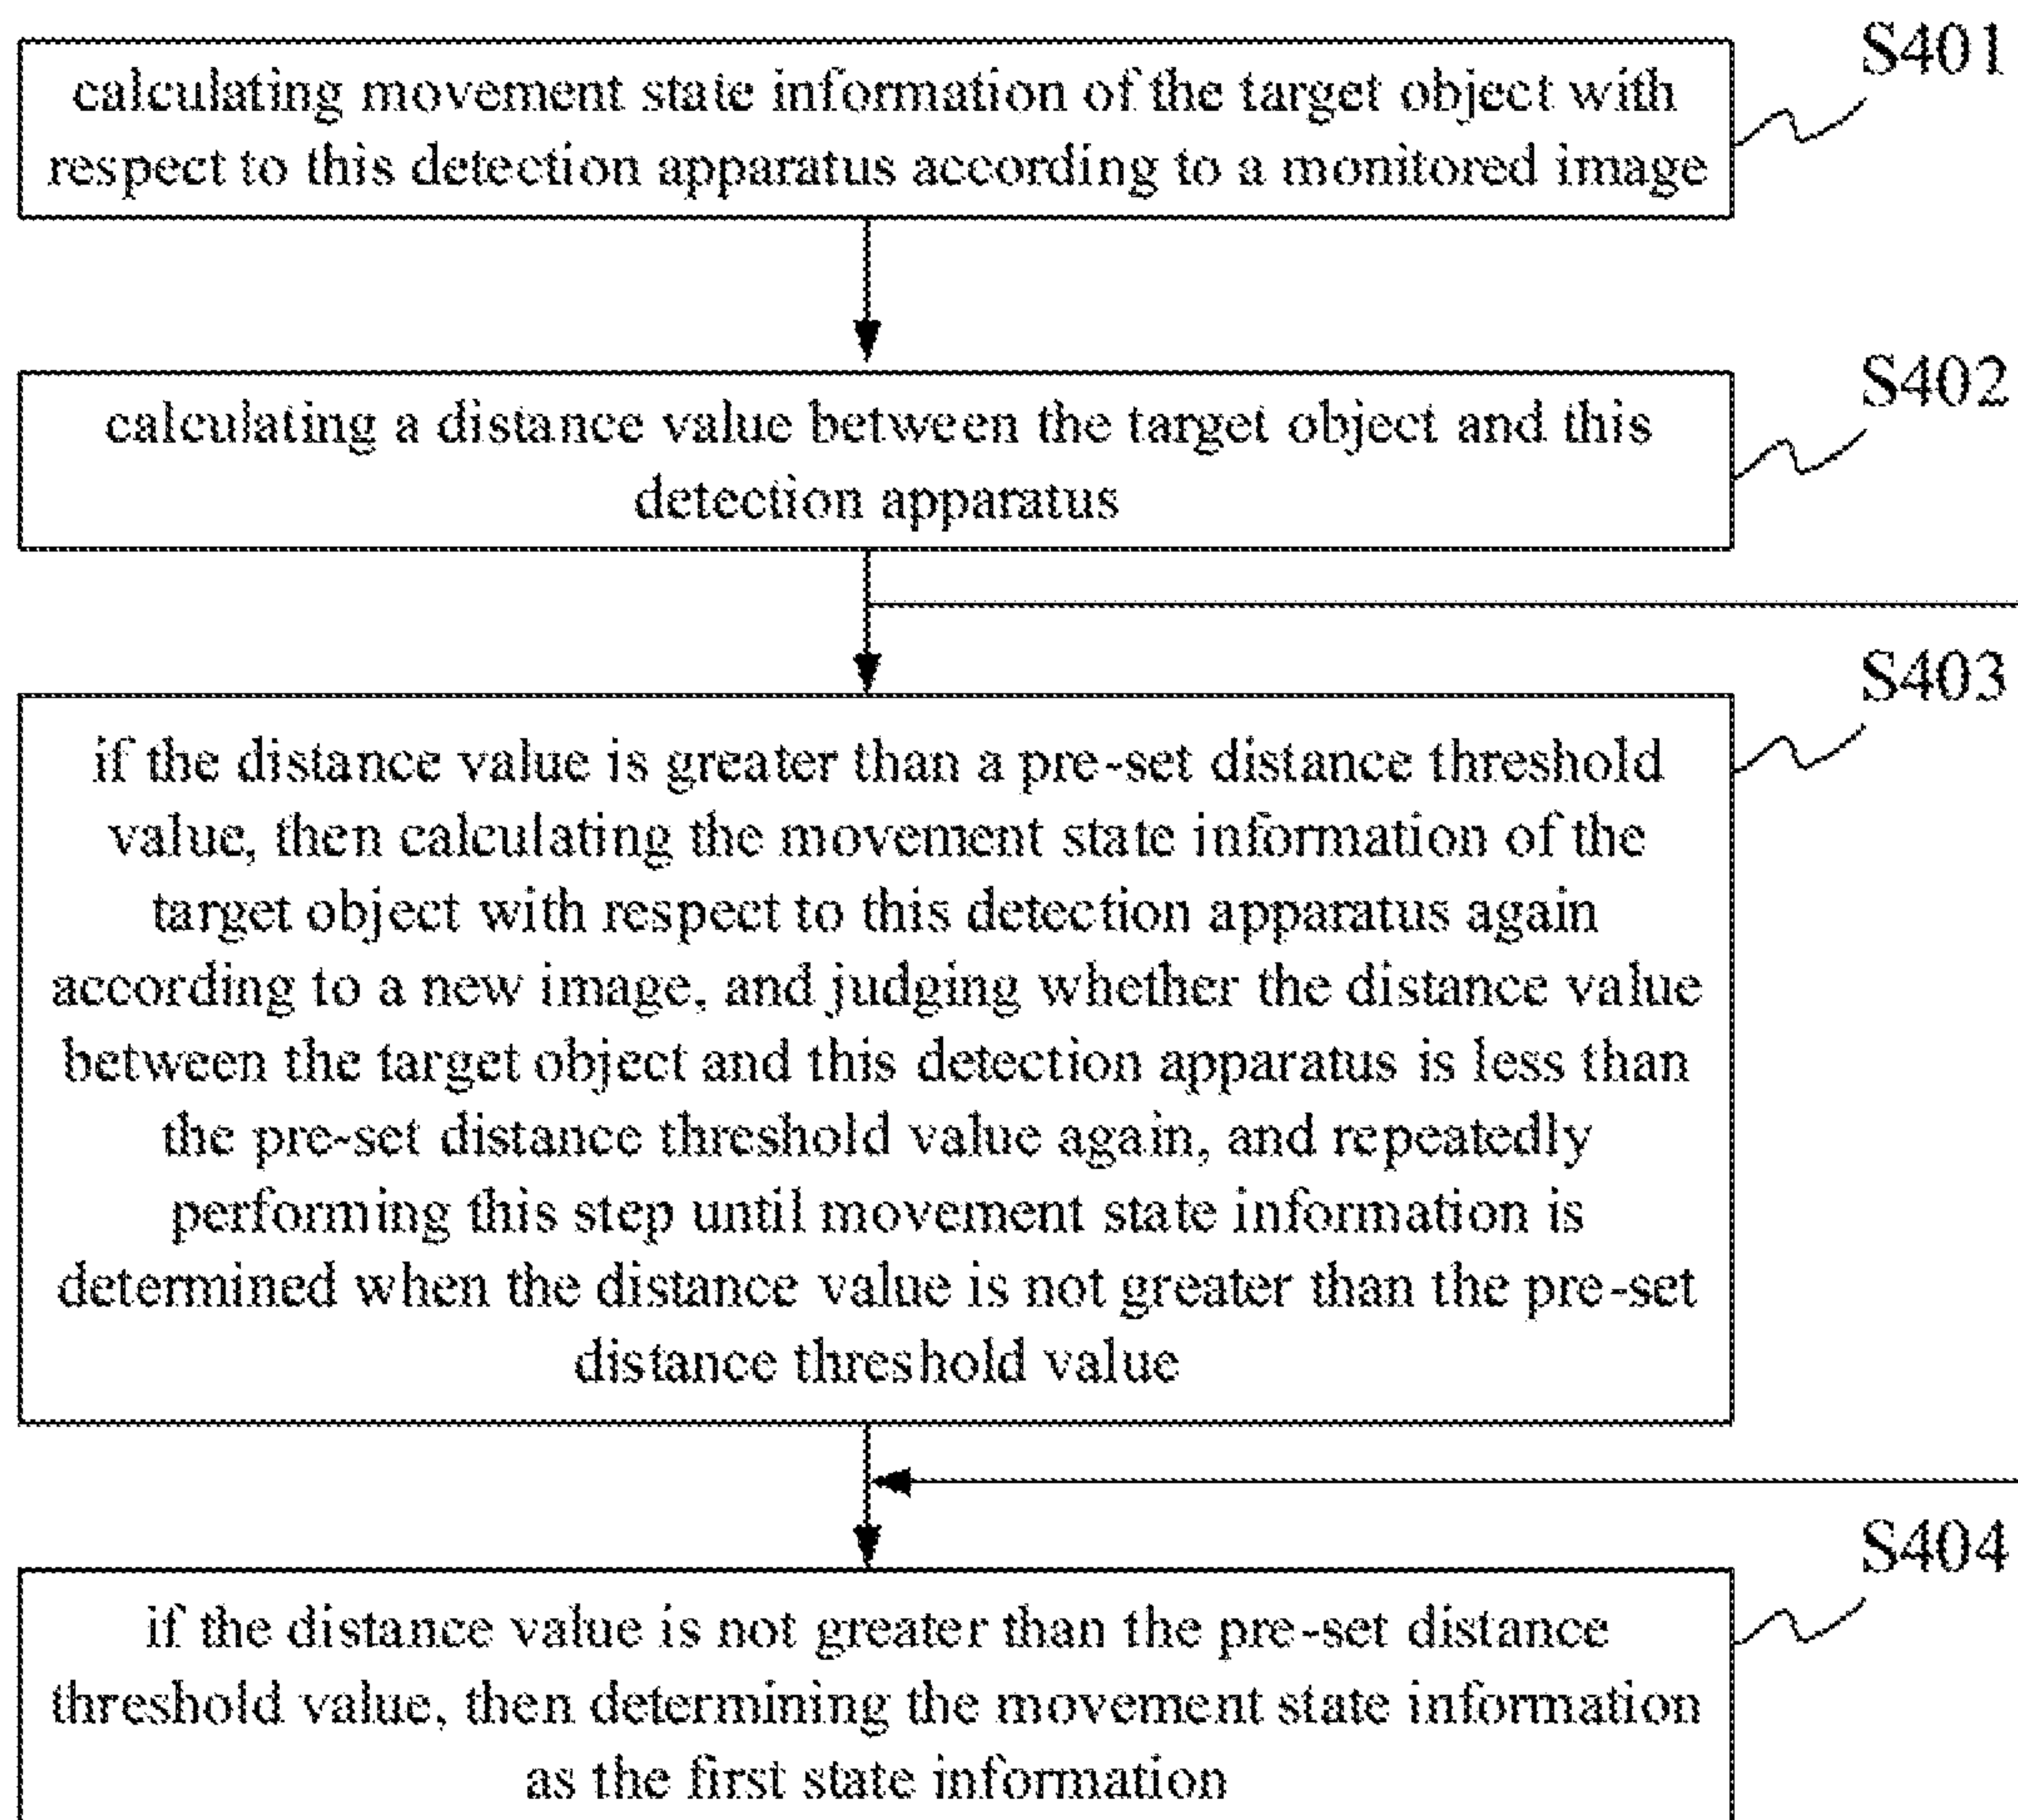 S401
calculating movement state information of the target object with
respect to this detection apparatus according to a monitored image
S402
calculating a distance value between the target object and this
detection apparatus
S403
if the distance value is greater than a pre-set distance threshold
value, then calculating the movement state information of the
target object with respect to this detection apparatus again
according to a new image, and judging whether the distance value
between the target object and this detection apparatus is less than
the pre-set distance threshold value again, and repeatedly
performing this step until movement state information is
determined when the distance value is not greater than the pre-set
distance threshold value
S404
if the distance value is not greater than the pre-set distance
threshold value, then determining the movement state information
as the first state information